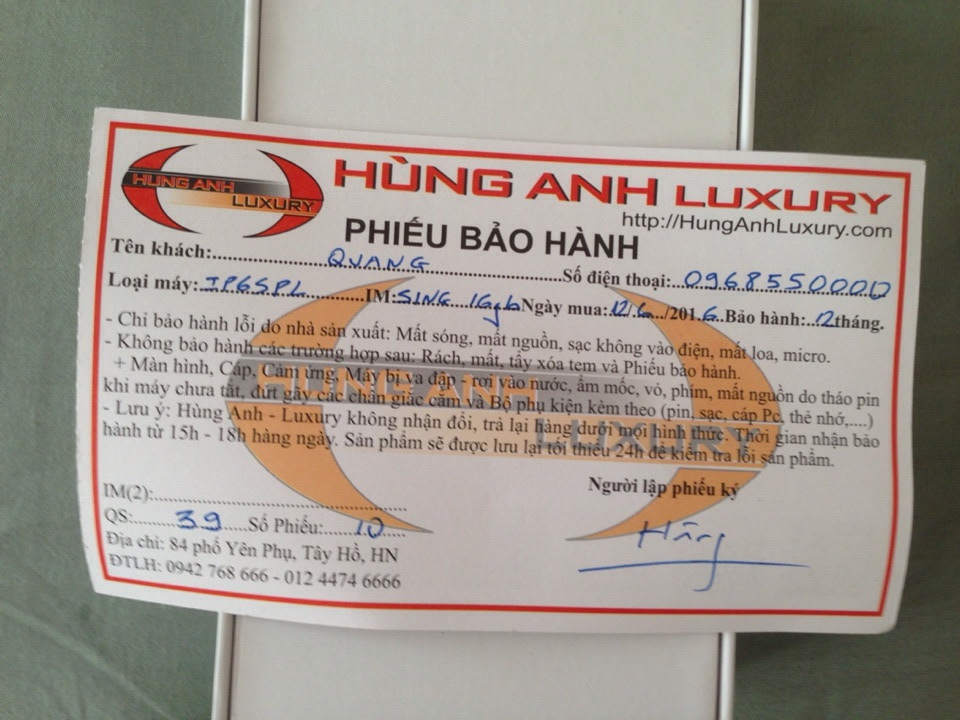 HÙNG ANH LUXURY
HÙNG ANH LUXURY
http://HungAnhLuxury.com
PHIẾU BẢO HÀNH
Tên khách:..........QUANG..........Số điện thoại:..0968550000
Loại máy:..IP6SPL..........IM:SING 16gb Ngày mua:12/6../201.6..Bảo hành:..12tháng.
- Chỉ bảo hành lỗi do nhà sản xuất: Mất sóng, mất nguồn, sạc không vào điện, mất loa, micro.
- Không bảo hành các trường hợp sau: Rách, mất, tẩy xóa tem và Phiếu bảo hành.
+ Màn hình, Cáp, Cảm ứng, Máy bị va đập - rơi vào nước, ẩm mốc, vỏ, phím, mất nguồn do tháo pin
khi máy chưa tắt, đứt gãy các chân giắc cắm và Bộ phụ kiện kèm theo (pin, sạc, cáp Pc, thẻ nhớ,....)
- Lưu ý: Hùng Anh - Luxury không nhận đổi, trả lại hàng dưới mọi hình thức. Thời gian nhận bảo
hành từ 15h - 18h hàng ngày. Sản phẩm sẽ được lưu lại tối thiểu 24h để kiểm tra lỗi sản phẩm.
HÙNG ANH LUXURY
Người lập phiếu ký
IM(2):..............................
QS:........39......Số Phiếu:......10.....
Hùng
Địa chỉ: 84 phố Yên Phụ, Tây Hồ, HN
ĐTLH: 0942 768 666 - 012 4474 6666